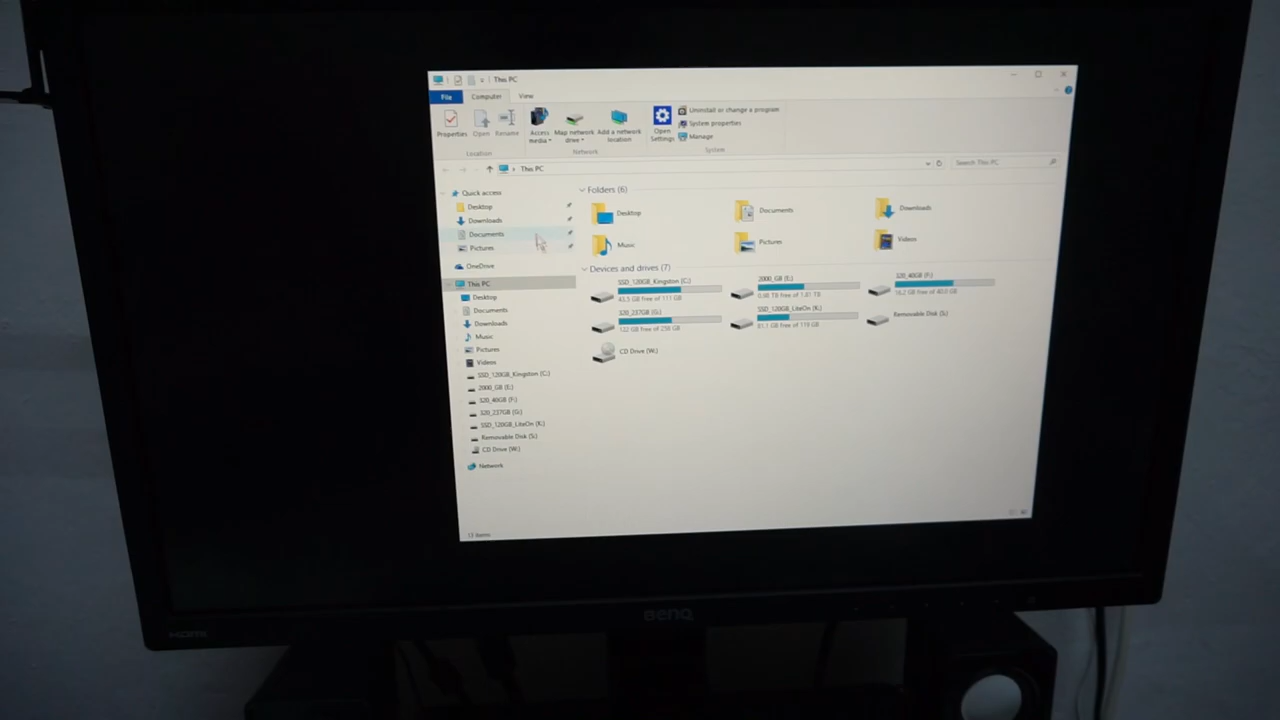 This PC
File Computer View
Properties Open Rename Access media Map network drive Add a network location Open Settings Uninstall or change a program
System properties
Manage
Location Network System
This PC Search This PC
Quick access
Desktop
Downloads
Documents
Pictures
OneDrive
This PC
Desktop
Documents
Downloads
Music
Pictures
Videos
SSD_120GB_Kingston (C:)
2000_GB (E:)
320_40GB (F:)
320_237GB (G:)
SSD_120GB_LiteOn (K:)
Removable Disk (S:)
CD Drive (W:)
Network
13 items
Folders (6)
Desktop Documents Downloads
Music Pictures Videos
Devices and drives (7)
SSD_120GB_Kingston (C:) 2000_GB (E:) 320_40GB (F:)
43.5 GB free of 111 GB free of 1.81 TB 16.2 GB free of 40.0 GB
320_237GB (G:) SSD_120GB_LiteOn (K:) Removable Disk (S:)
122 GB free of 258 GB 81.1 GB free of 119 GB
CD Drive (W:)
BenQ
HDMI